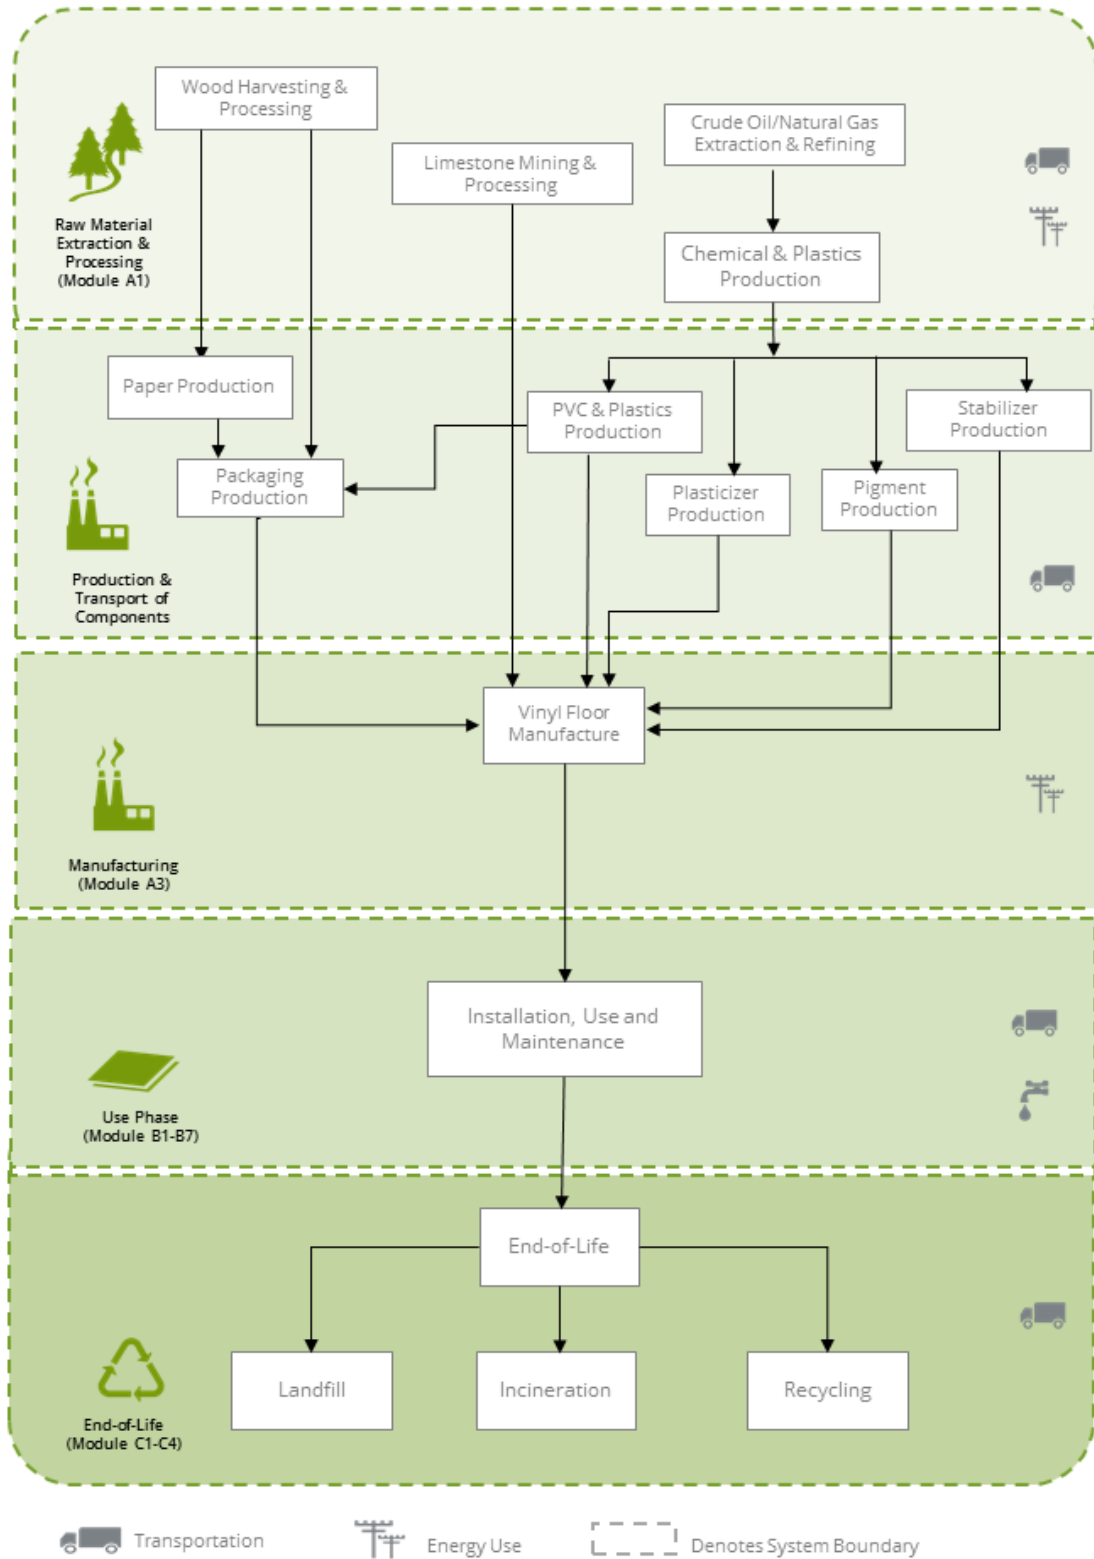 Wood Harvesting &
Processing
Crude Oil/Natural Gas
Extraction & Refining
Limestone Mining &
Processing
Raw Material
Extraction &
Processing
(Module A1)
Chemical & Plastics
Production
Paper Production
PVC & Plastics
Production
Stabilizer
Production
Packaging
Production
Plasticizer
Production
Pigment
Production
Production &
Transport of
Components
Vinyl Floor
Manufacture
Manufacturing
(Module A3)
Installation, Use and
Maintenance
Use Phase
(Module B1-B7)
End-of-Life
Landfill
Incineration
Recycling
End-of-Life
(Module C1-C4)
Transportation
Energy Use
Denotes System Boundary